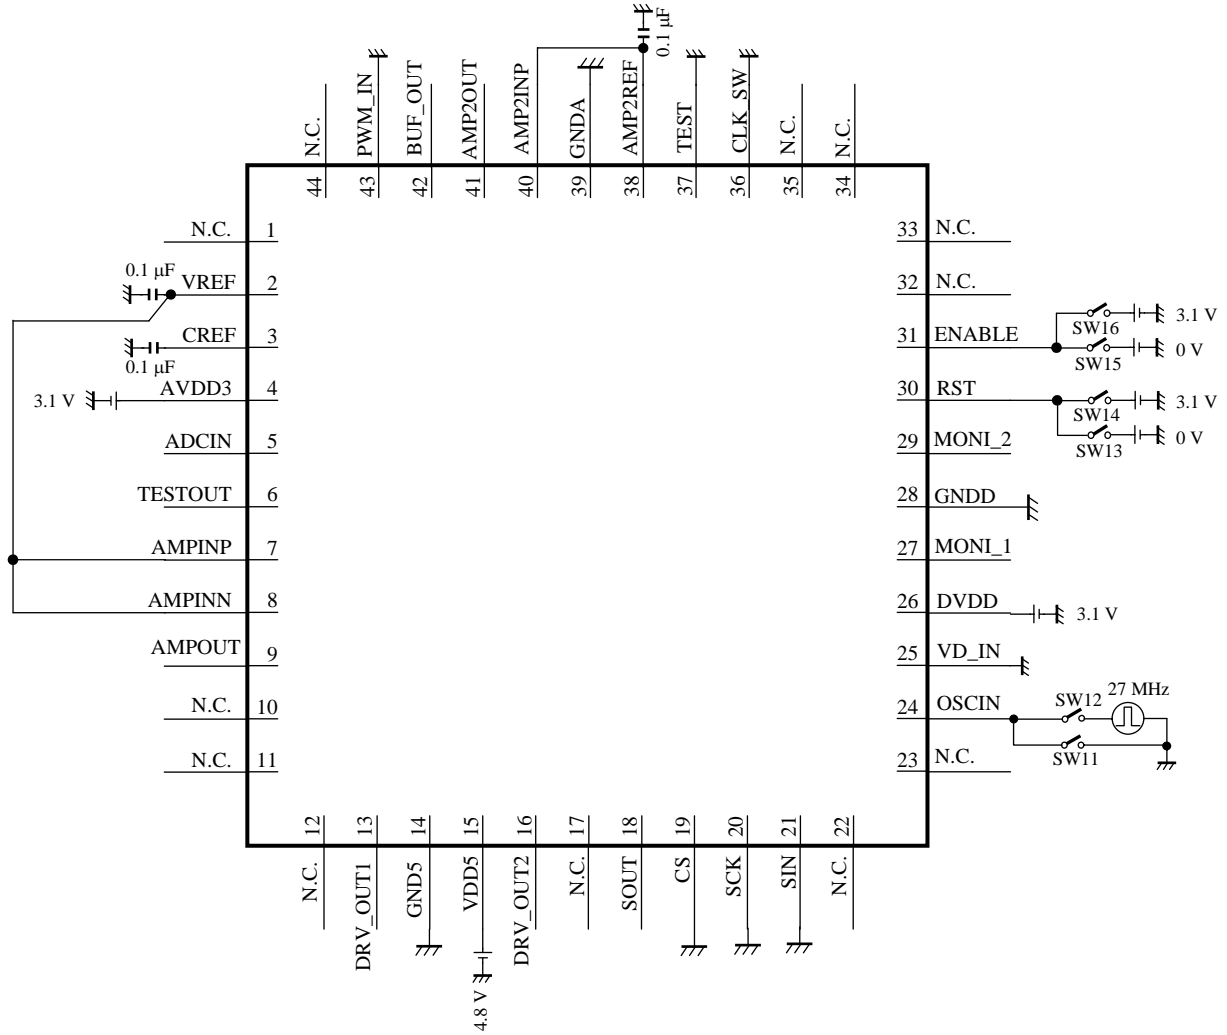 0.1 µF
N.C.
PWM_IN
BUF_OUT
AMP2OUT
AMP2INP
GNDA
AMP2REF
TEST
CLK_SW
N.C.
N.C.
44
43
42
41
40
39
38
37
36
35
34
N.C. 1
0.1 µF
VREF 2
CREF 3
0.1 µF
3.1 V
AVDD3 4
ADCIN 5
TESTOUT 6
AMPINP 7
AMPINN 8
AMPOUT 9
N.C. 10
N.C. 11
33 N.C.
32 N.C.
31 ENABLE
SW16
3.1 V
SW15
0 V
30 RST
SW14
3.1 V
SW13
0 V
29 MONI_2
28 GNDD
27 MONI_1
26 DVDD
3.1 V
25 VD_IN
24 OSCIN
SW12
27 MHz
SW11
23 N.C.
12
13
14
15
16
17
18
19
20
21
22
N.C.
DRV_OUT1
GND5
VDD5
DRV_OUT2
N.C.
SOUT
CS
SCK
SIN
N.C.
4.8 V